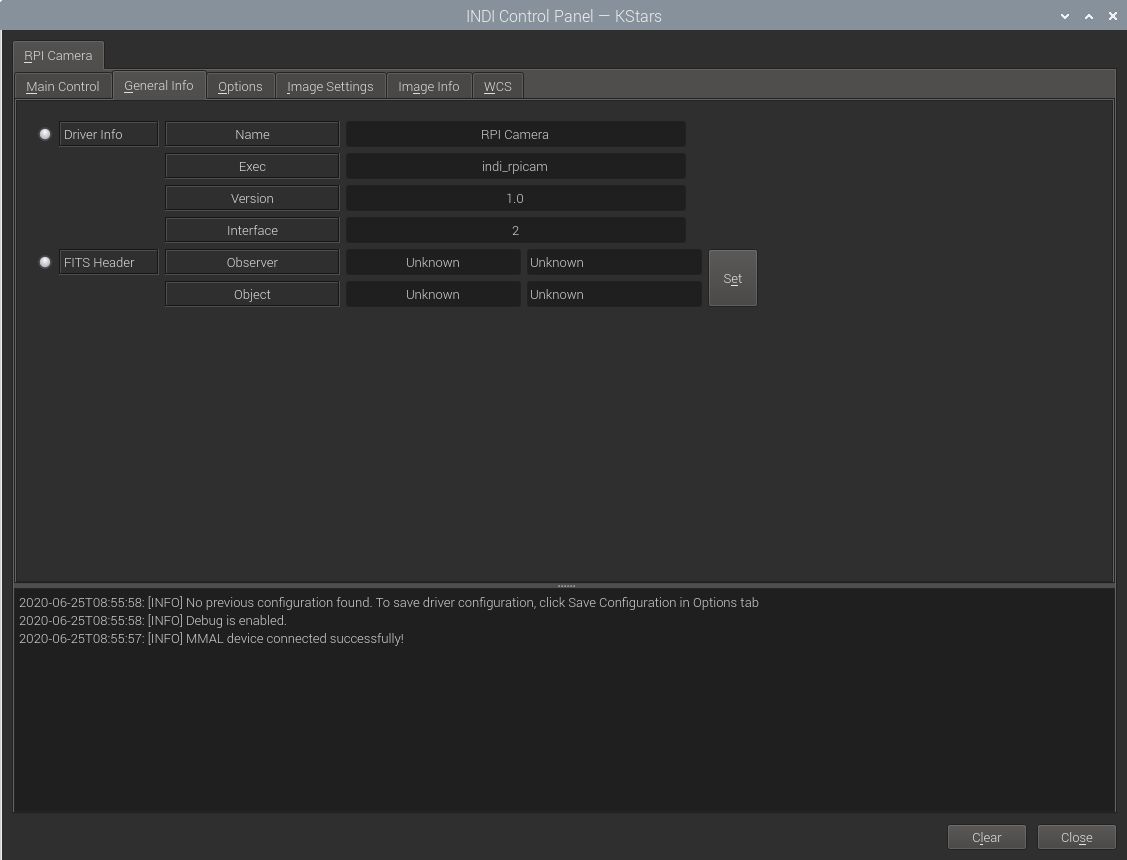 INDI Control Panel — KStars
RPI Camera
Main Control General Info Options Image Settings Image Info WCS
Driver Info Name RPI Camera
Exec indi_rpicam
Version 1.0
Interface 2
FITS Header Observer Unknown Unknown
Set
Object Unknown Unknown
2020-06-25T08:55:58: [INFO] No previous configuration found. To save driver configuration, click Save Configuration in Options tab
2020-06-25T08:55:58: [INFO] Debug is enabled.
2020-06-25T08:55:57: [INFO] MMAL device connected successfully!
Clear Close